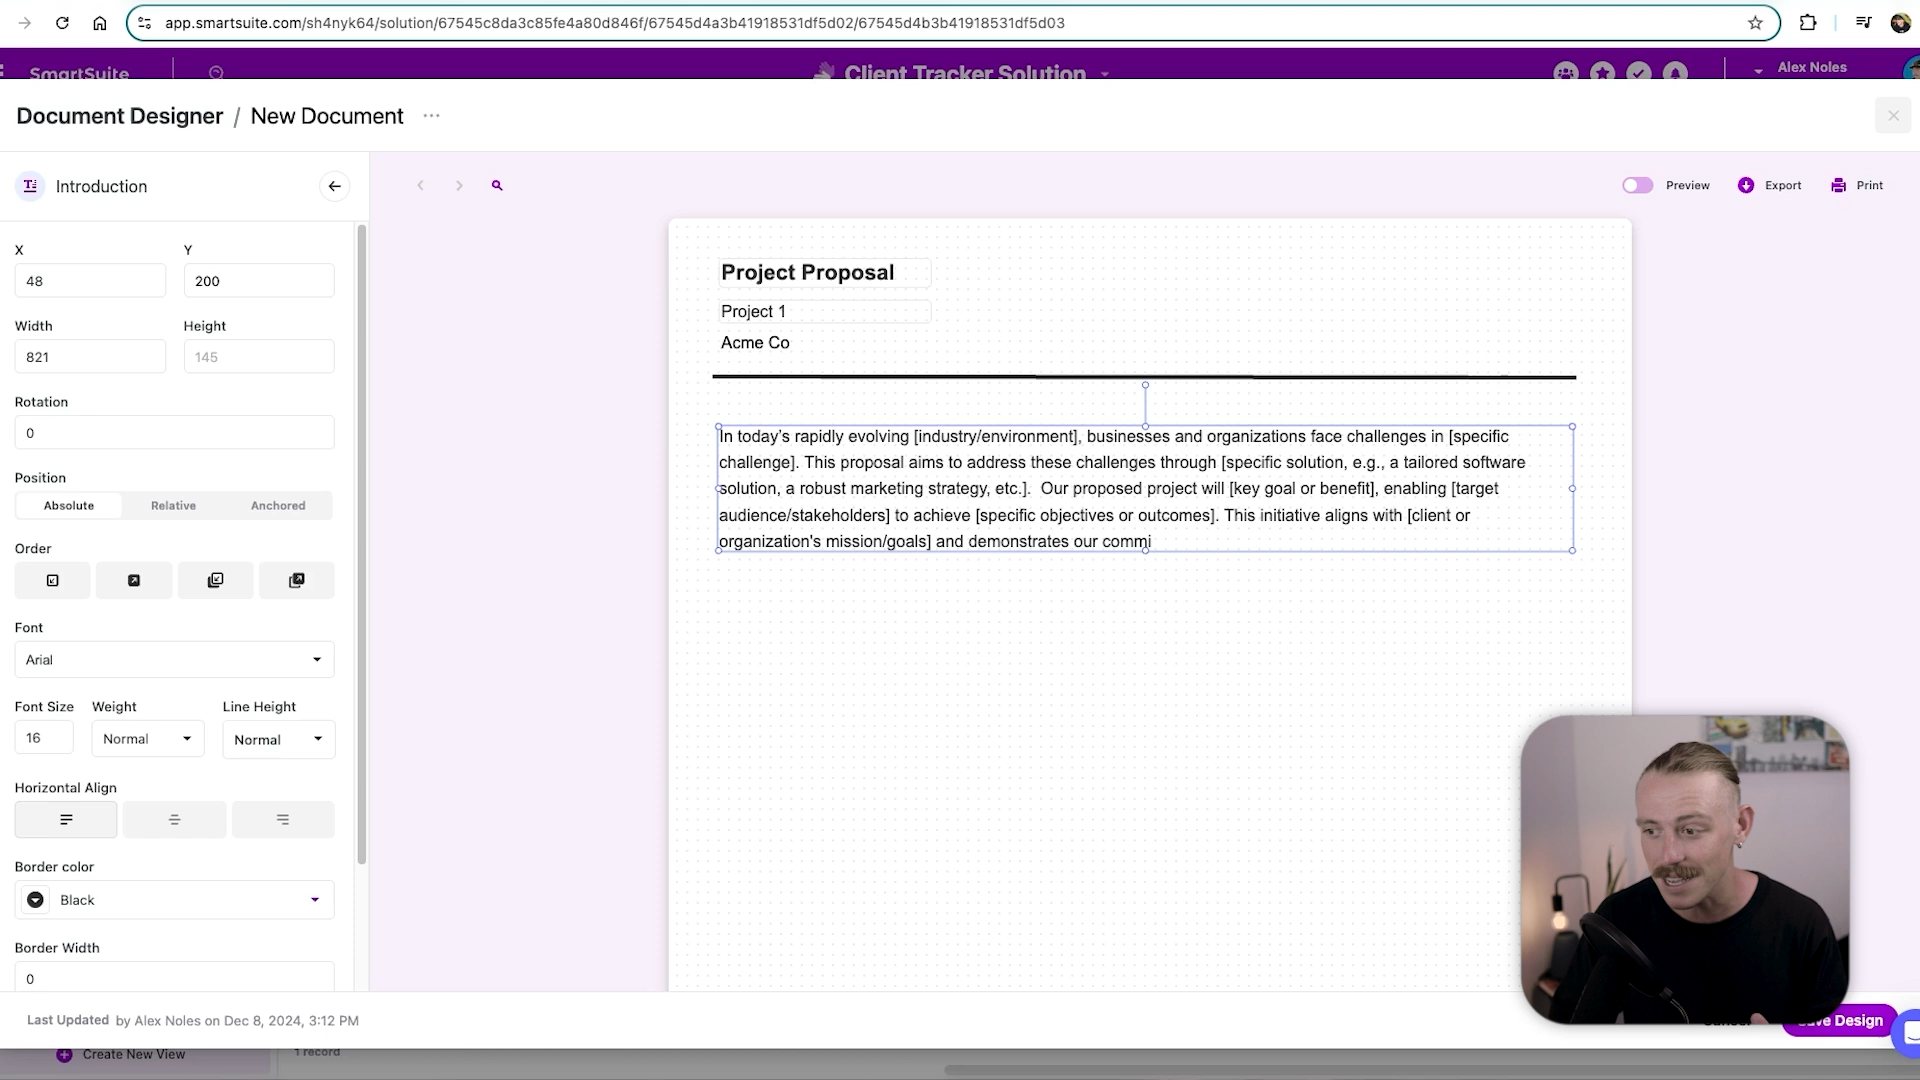 app.smartsuite.com/sh4nyk64/solution/67545c8da3c85fe4a80d846f/67545d4a3b41918531df5d02/67545d4b3b41918531df5d03
SmartSuite
Client Tracker Solution
Alex Noles
Document Designer / New Document ...
Introduction
Preview
Export
Print
X
Y
48
200
Width
Height
821
145
Rotation
0
Position
Absolute
Relative
Anchored
Order
Font
Arial
Font Size
Weight
Line Height
16
Normal
Normal
Horizontal Align
Border color
Black
Border Width
0
Project Proposal
Project 1
Acme Co
In today's rapidly evolving [industry/environment], businesses and organizations face challenges in [specific
challenge]. This proposal aims to address these challenges through [specific solution, e.g., a tailored software
solution, a robust marketing strategy, etc.].  Our proposed project will [key goal or benefit], enabling [target
audience/stakeholders] to achieve [specific objectives or outcomes]. This initiative aligns with [client or
organization's mission/goals] and demonstrates our commi
Last Updated by Alex Noles on Dec 8, 2024, 3:12 PM
Design
Create New View
1 record